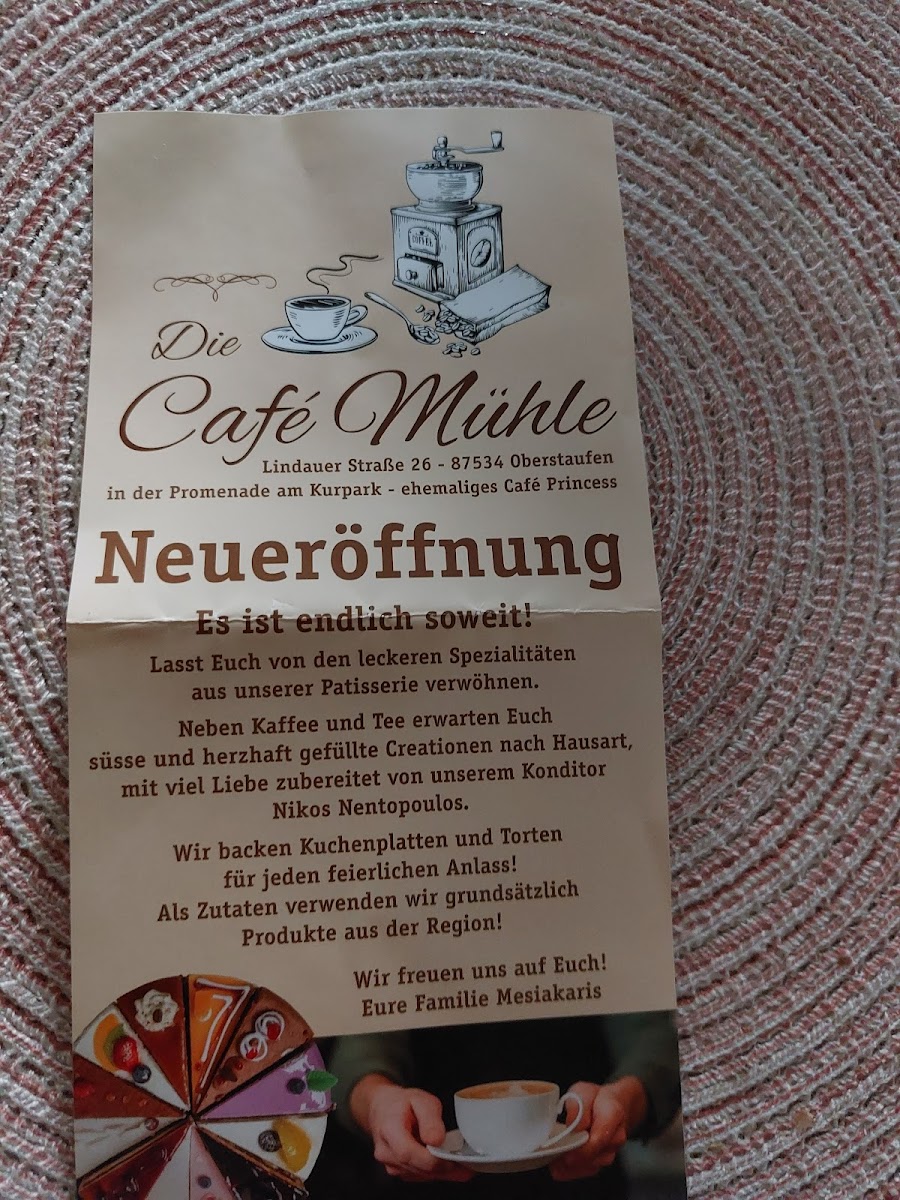 COFFEE
Die
Café Mühle
Lindauer Straße 26 - 87534 Oberstaufen
in der Promenade am Kurpark - ehemaliges Café Princess
Neueröffnung
Es ist endlich soweit!
Lasst Euch von den leckeren Spezialitäten
aus unserer Patisserie verwöhnen.
Neben Kaffee und Tee erwarten Euch
süsse und herzhaft gefüllte Creationen nach Hausart,
mit viel Liebe zubereitet von unserem Konditor
Nikos Nentopoulos.
Wir backen Kuchenplatten und Torten
für jeden feierlichen Anlass!
Als Zutaten verwenden wir grundsätzlich
Produkte aus der Region!
Wir freuen uns auf Euch!
Eure Familie Mesiakaris